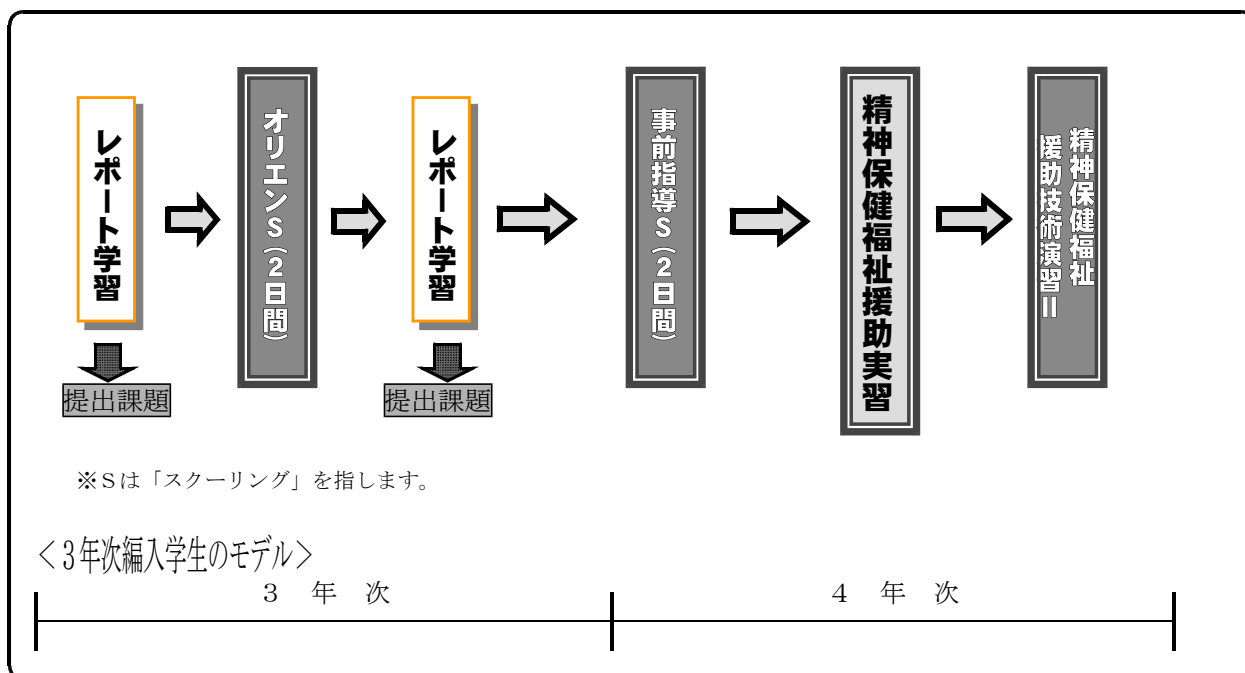 レポート学習
オリエンS（2日間）
レポート学習
事前指導S（2日間）
精神保健福祉援助実習
精神保健福祉
援助技術演習II
提出課題
提出課題
※Ｓは「スクーリング」を指します。
＜3年次編入学生のモデル＞
３ 年 次
４ 年 次